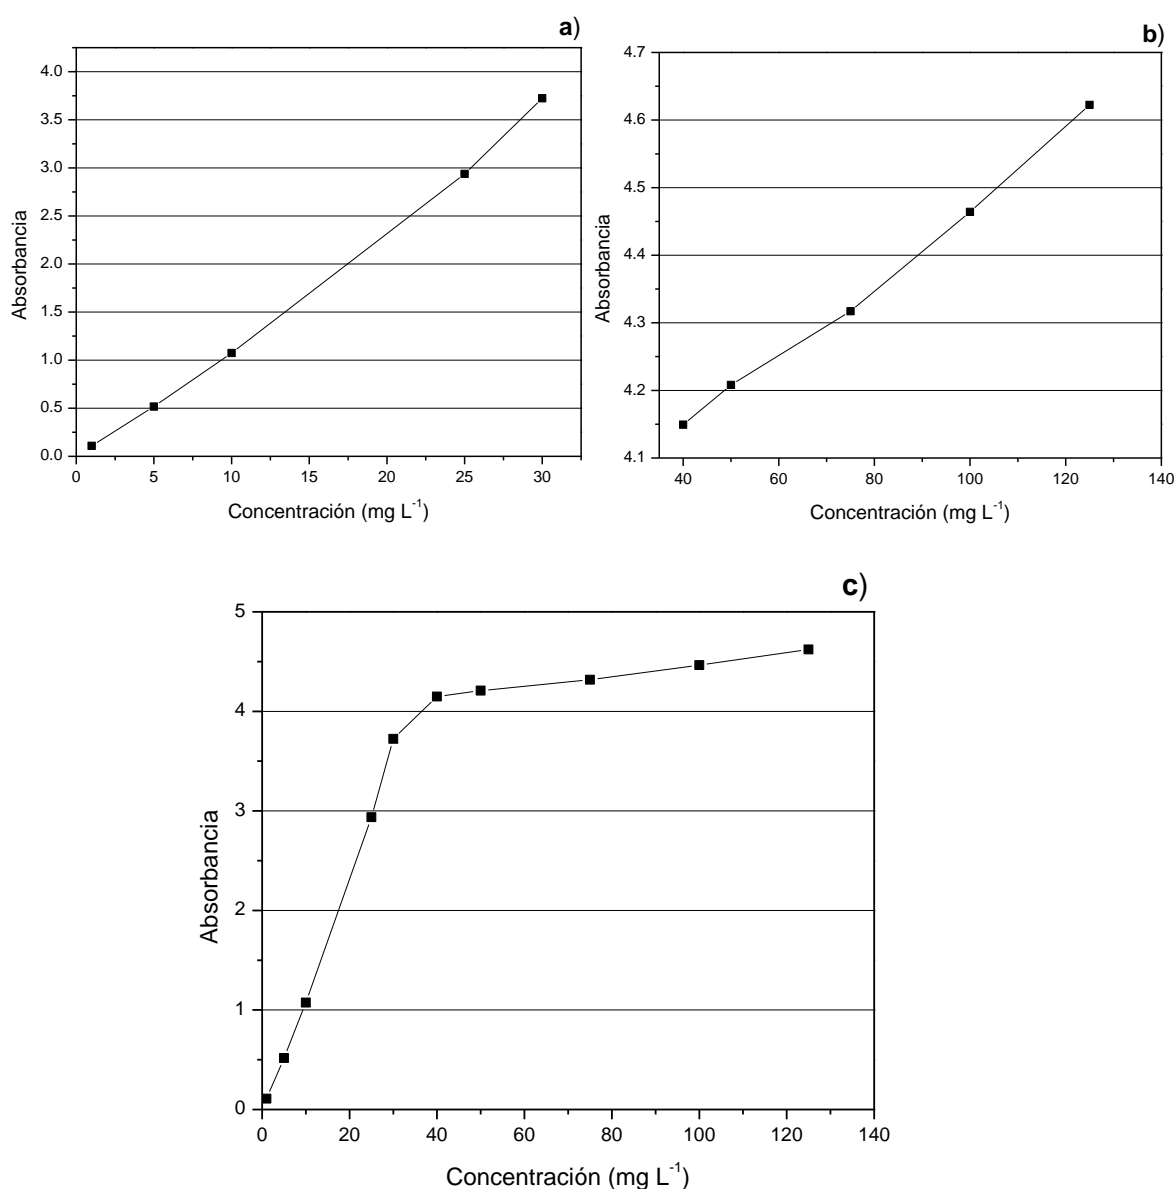 a)
4.0
3.5
3.0
2.5
2.0
1.5
1.0
0.5
0.0
0 5 10 15 20 25 30
Absorbancia
Concentración (mg L⁻¹)
b)
4.7
4.6
4.5
4.4
4.3
4.2
4.1
40 60 80 100 120 140
Absorbancia
Concentración (mg L⁻¹)
c)
5
4
3
2
1
0
0 20 40 60 80 100 120 140
Absorbancia
Concentración (mg L⁻¹)